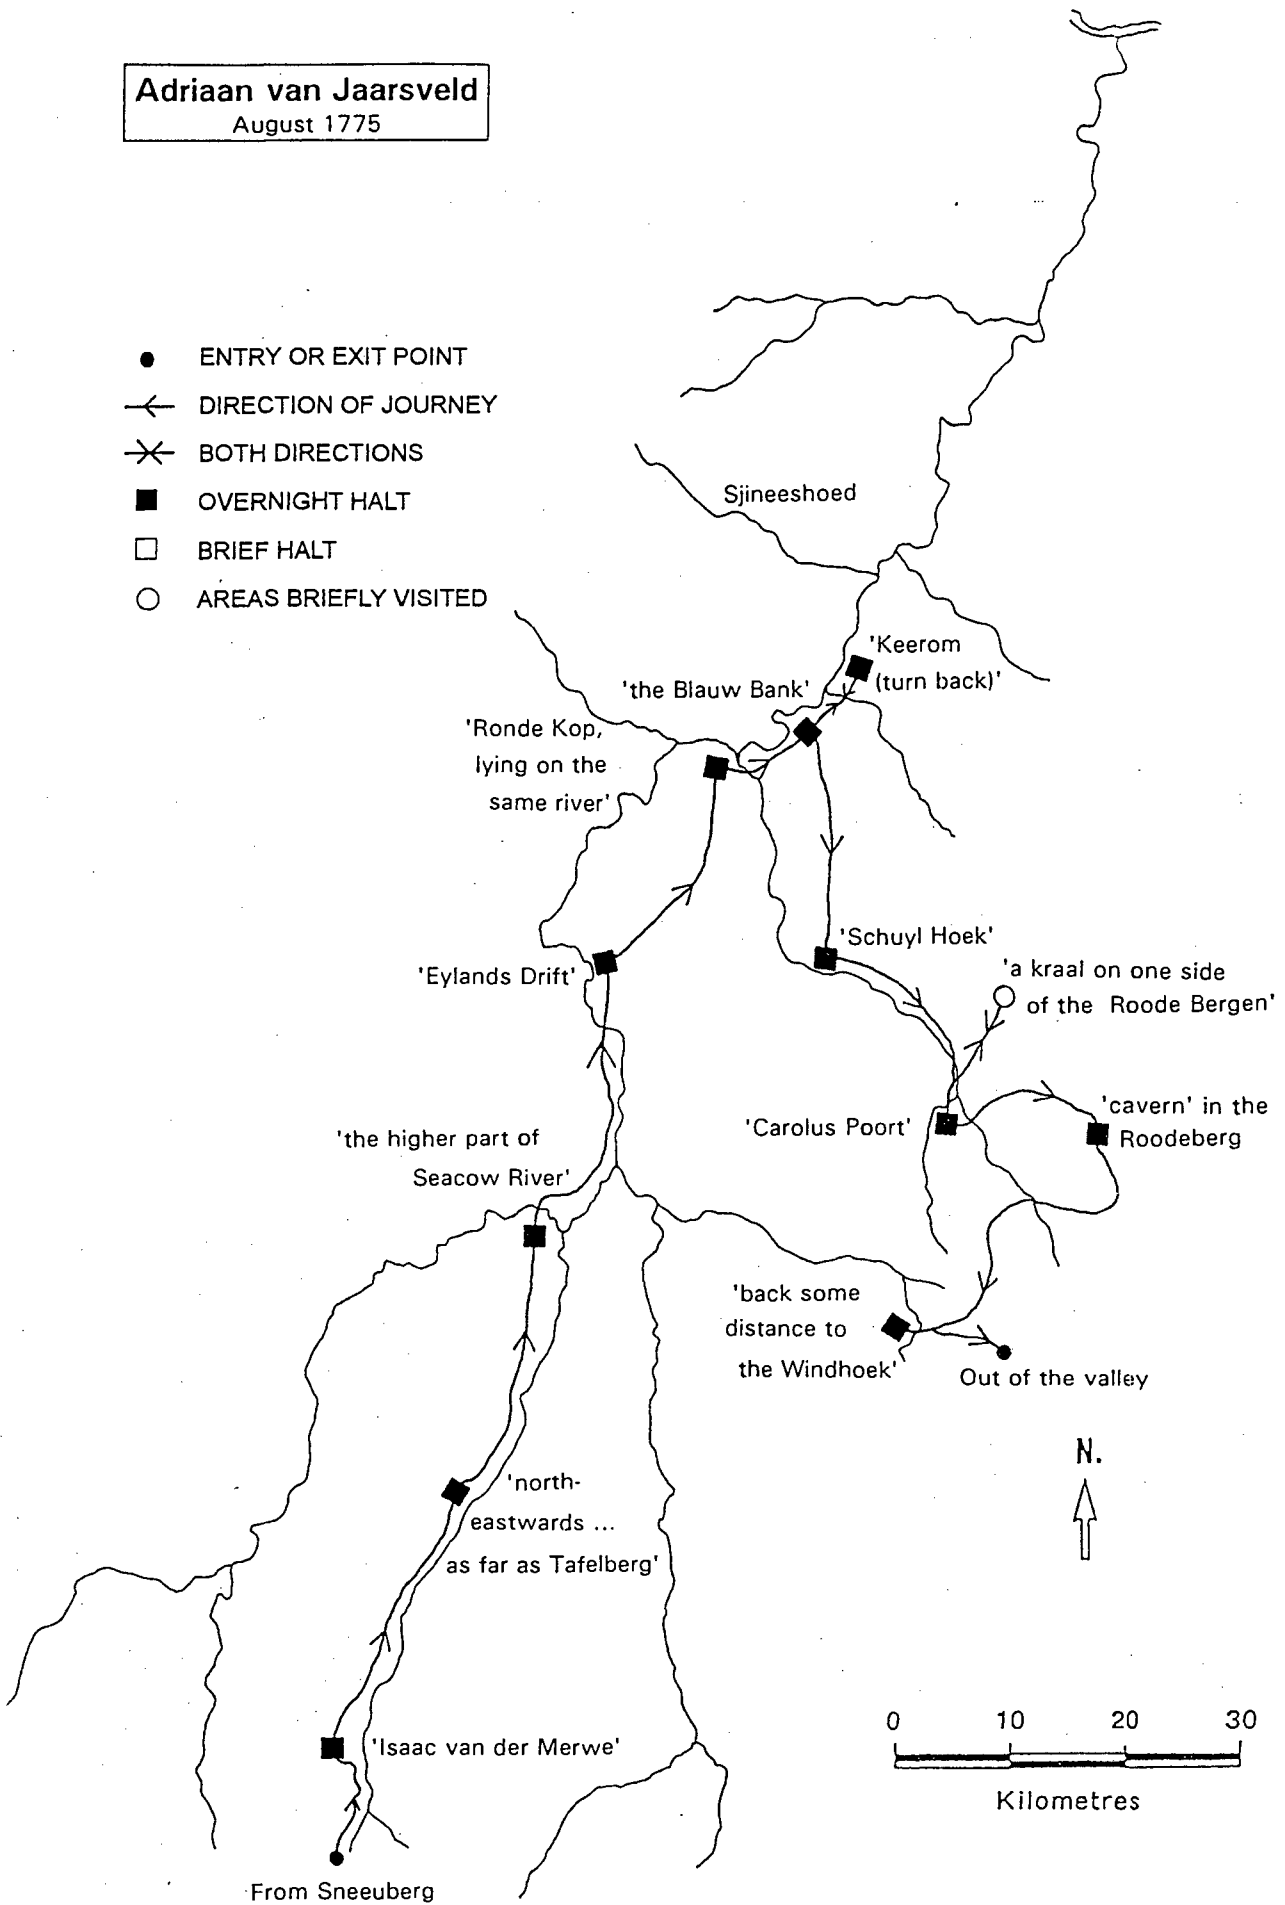 Adriaan van Jaarsveld
August 1775
ENTRY OR EXIT POINT
DIRECTION OF JOURNEY
BOTH DIRECTIONS
OVERNIGHT HALT
BRIEF HALT
AREAS BRIEFLY VISITED
Sjineeshoed
'Keerom
(turn back)'
'the Blauw Bank'
'Ronde Kop,
lying on the
same river'
'Schuyl Hoek'
'Eylands Drift'
'a kraal on one side
of the Roode Bergen'
'Carolus Poort'
'cavern' in the
Roodeberg
'the higher part of
Seacow River'
'back some
distance to
the Windhoek'
Out of the valley
N.
'north-
eastwards ...
as far as Tafelberg'
'Isaac van der Merwe'
From Sneeuberg
0 10 20 30
Kilometres